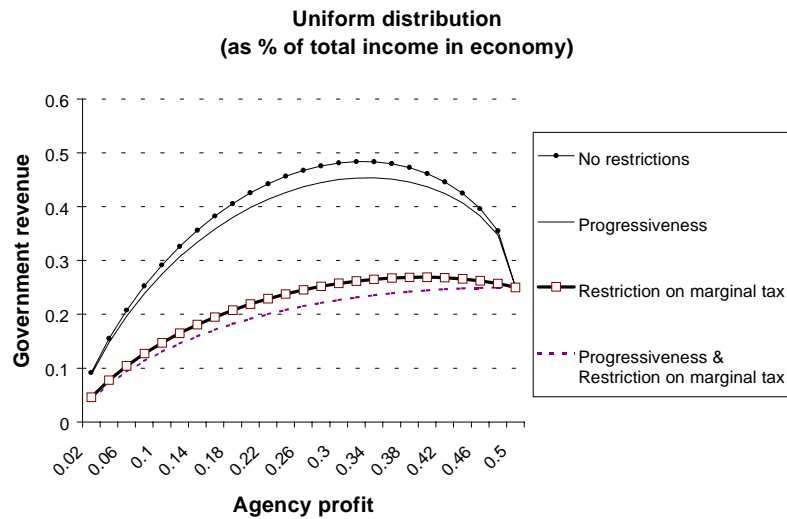 Uniform distribution
(as % of total income in economy)
Government revenue
0.6
0.5
0.4
0.3
0.2
0.1
0
0.02
0.06
0.1
0.14
0.18
0.22
0.26
0.3
0.34
0.38
0.42
0.46
0.5
Agency profit
No restrictions
Progressiveness
Restriction on marginal tax
Progressiveness &
Restriction on marginal tax